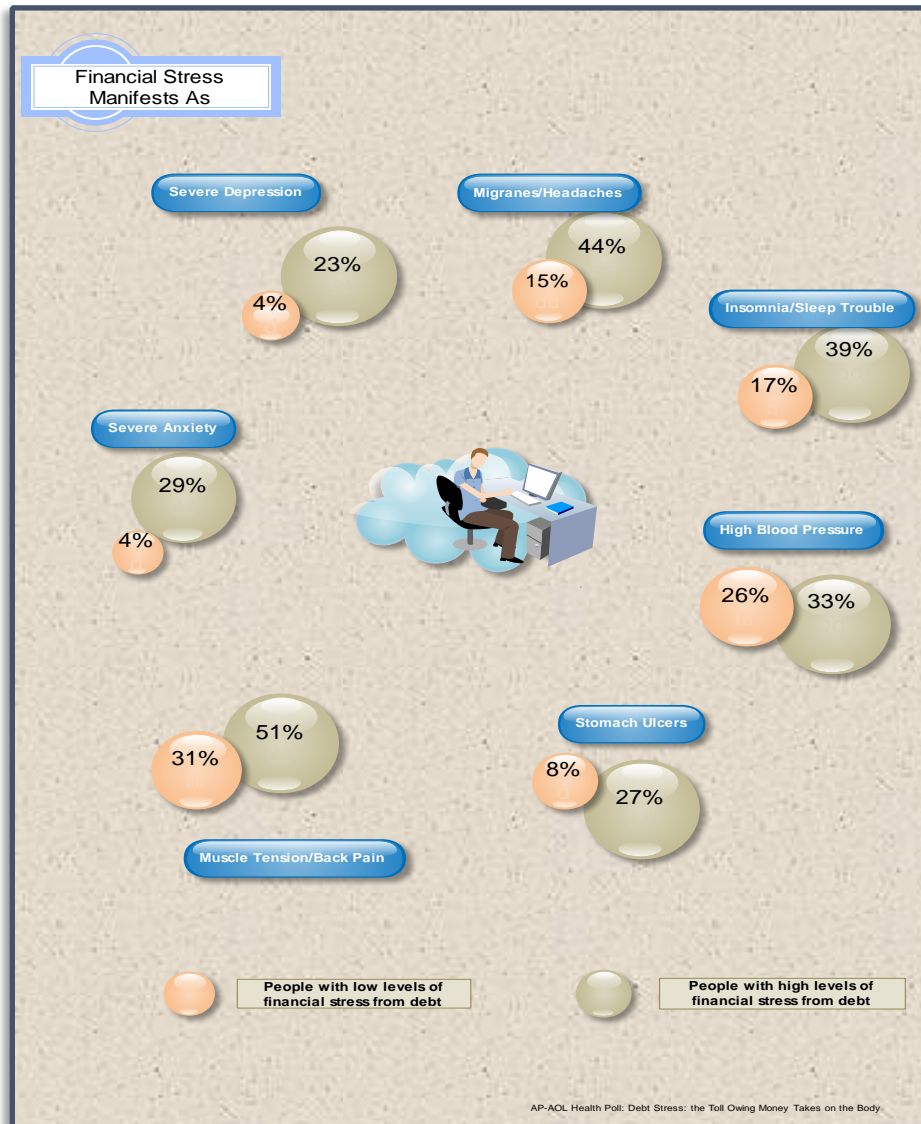 Financial Stress
Manifests As
Severe Depression
23%
4%
Migranes/Headaches
44%
15%
Insomnia/Sleep Trouble
39%
17%
Severe Anxiety
29%
4%
High Blood Pressure
26%
33%
51%
31%
Muscle Tension/Back Pain
Stomach Ulcers
8%
27%
People with low levels of
financial stress from debt
People with high levels of
financial stress from debt
AP-AOL Health Poll: Debt Stress: the Toll Owing Money Takes on the Body